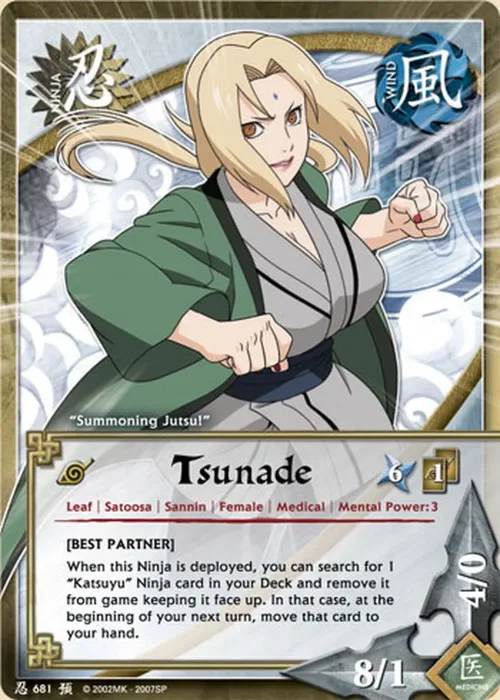 NINJA 忍
WIND 風
"Summoning Jutsu!"
Tsunade
6
1
Leaf | Satoosa | Sannin | Female | Medical | Mental Power: 3
[BEST PARTNER]
When this Ninja is deployed, you can search for 1
"Katsuyu" Ninja card in your Deck and remove it
from game keeping it face up. In that case, at the
beginning of your next turn, move that card to
your hand.
4/0
8/1
医
MEDICINE
忍 681 © 2002MK - 2007SP